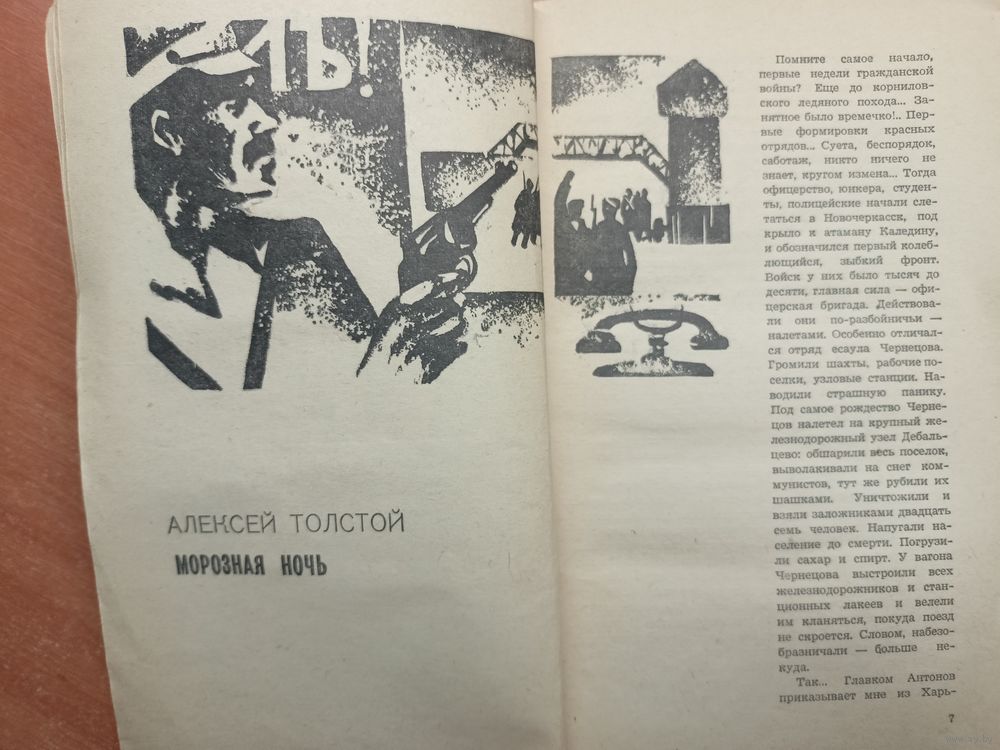 Ь!
АЛЕКСЕЙ ТОЛСТОЙ
МОРОЗНАЯ НОЧЬ
Помните самое начало,
первые недели гражданской
войны? Еще до корнилов-
ского ледяного похода... За-
нятное было времечко!.. Пер-
вые формировки красных
отрядов... Суета, беспорядок,
саботаж, никто ничего не
знает, кругом измена... Тогда
офицерство, юнкера, студен-
ты, полицейские начали сле-
таться в Новочеркасск, под
крыло к атаману Каледину,
и обозначился первый колеб-
лющийся, зыбкий фронт.
Войск у них было тысяч до
десяти, главная сила — офи-
церская бригада. Действова-
ли они по-разбойничьи —
налетами. Особенно отличал-
ся отряд есаула Чернецова.
Громили шахты, рабочие по-
селки, узловые станции. На-
водили страшную панику.
Под самое рождество Черне-
цов налетел на крупный же-
лезнодорожный узел Дебаль-
цево: обшарили весь поселок,
выволакивали на снег ком-
мунистов, тут же рубили их
шашками. Уничтожили и
взяли заложниками двадцать
семь человек. Напугали на-
селение до смерти. Погрузи-
ли сахар и спирт. У вагона
Чернецова выстроили всех
железнодорожников и стан-
ционных лакеев и велели
им кланяться, покуда поезд
не скроется. Словом, набезо-
бразничали — больше не-
куда.
Так... Главком Антонов
приказывает мне из Харь-
7